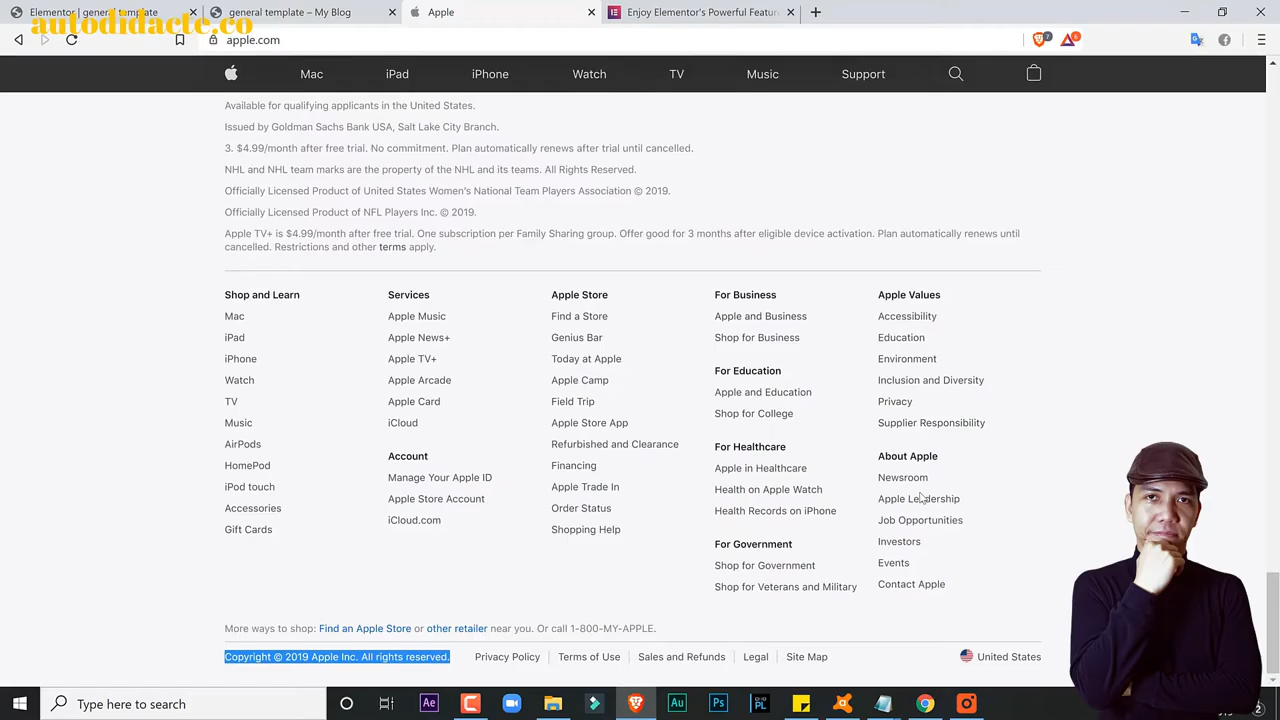 Elementor | general template
general template – My Blog
Apple
Enjoy Elementor's Powerful Featur
autodidacte.co
apple.com
7
6
Mac
iPad
iPhone
Watch
TV
Music
Support
Available for qualifying applicants in the United States.
Issued by Goldman Sachs Bank USA, Salt Lake City Branch.
3. $4.99/month after free trial. No commitment. Plan automatically renews after trial until cancelled.
NHL and NHL team marks are the property of the NHL and its teams. All Rights Reserved.
Officially Licensed Product of United States Women's National Team Players Association © 2019.
Officially Licensed Product of NFL Players Inc. © 2019.
Apple TV+ is $4.99/month after free trial. One subscription per Family Sharing group. Offer good for 3 months after eligible device activation. Plan automatically renews until
cancelled. Restrictions and other terms apply.
Shop and Learn
Mac
iPad
iPhone
Watch
TV
Music
AirPods
HomePod
iPod touch
Accessories
Gift Cards
Services
Apple Music
Apple News+
Apple TV+
Apple Arcade
Apple Card
iCloud
Account
Manage Your Apple ID
Apple Store Account
iCloud.com
Apple Store
Find a Store
Genius Bar
Today at Apple
Apple Camp
Field Trip
Apple Store App
Refurbished and Clearance
Financing
Apple Trade In
Order Status
Shopping Help
For Business
Apple and Business
Shop for Business
For Education
Apple and Education
Shop for College
For Healthcare
Apple in Healthcare
Health on Apple Watch
Health Records on iPhone
For Government
Shop for Government
Shop for Veterans and Military
Apple Values
Accessibility
Education
Environment
Inclusion and Diversity
Privacy
Supplier Responsibility
About Apple
Newsroom
Apple Leadership
Job Opportunities
Investors
Events
Contact Apple
More ways to shop: Find an Apple Store or other retailer near you. Or call 1-800-MY-APPLE.
Copyright © 2019 Apple Inc. All rights reserved.
Privacy Policy
Terms of Use
Sales and Refunds
Legal
Site Map
United States
Type here to search
Ae
Au
Ps
PL
2